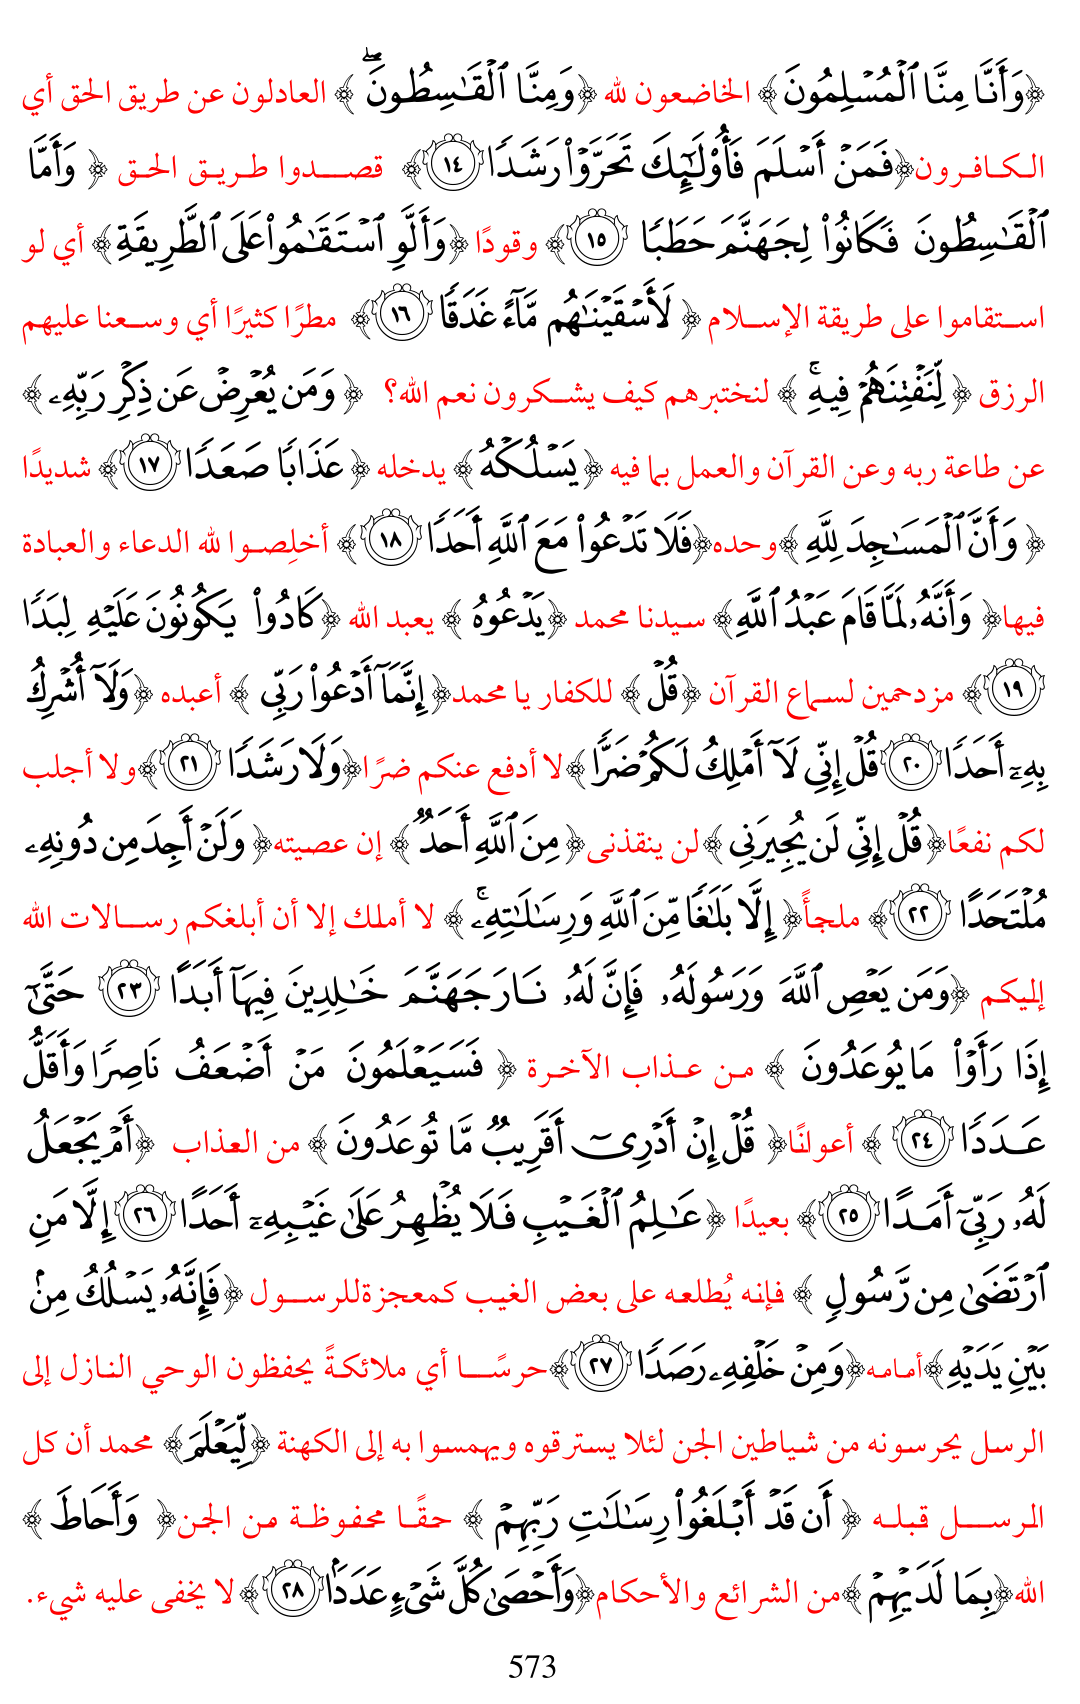 ﴿وَأَنَّا مِنَّا ٱلْمُسْلِمُونَ﴾ الخاضعون لله ﴿وَمِنَّا ٱلْقَـٰسِطُونَۖ ﴾ العادلون عن طريق الحق أي
الكافرون﴿فَمَنْ أَسْلَمَ فَأُو۟لَـٰٓئِكَ تَحَرَّوْا۟ رَشَدًا ١٤﴾ قصدوا طريق الحق ﴿ وَأَمَّا
ٱلْقَـٰسِطُونَ فَكَانُوا۟ لِجَهَنَّمَ حَطَبًا ١٥﴾ وقودًا ﴿وَأَلَّوِ ٱسْتَقَـٰمُوا۟ عَلَى ٱلطَّرِيقَةِ﴾ أي لو
استقاموا على طريقة الإسلام ﴿ لَأَسْقَيْنَـٰهُم مَّآءً غَدَقًا ١٦﴾ مطرًا كثيرًا أي وسعنا عليهم
الرزق ﴿ لِّنَفْتِنَهُمْ فِيهِۚ ﴾ لنختبرهم كيف يشكرون نعم الله؟ ﴿ وَمَن يُعْرِضْ عَن ذِكْرِ رَبِّهِۦ ﴾
عن طاعة ربه وعن القرآن والعمل بما فيه ﴿يَسْلُكْهُ﴾ يدخله ﴿ عَذَابًا صَعَدًا ١٧﴾ شديدًا
﴿ وَأَنَّ ٱلْمَسَـٰجِدَ لِلَّهِ ﴾وحده﴿فَلَا تَدْعُوا۟ مَعَ ٱللَّهِ أَحَدًا ١٨﴾ أخلِصوا لله الدعاء والعبادة
فيها﴿ وَأَنَّهُۥ لَمَّا قَامَ عَبْدُ ٱللَّهِ﴾ سيدنا محمد ﴿يَدْعُوهُ ﴾ يعبد الله ﴿كَادُوا۟ يَكُونُونَ عَلَيْهِ لِبَدًا
١٩﴾ مزدحمين لسماع القرآن ﴿قُلْ﴾ للكفار يا محمد﴿ إِنَّمَآ أَدْعُوا۟ رَبِّى ﴾ أعبده ﴿وَلَآ أُشْرِكُ
بِهِۦٓ أَحَدًا ٢٠ قُلْ إِنِّى لَآ أَمْلِكُ لَكُمْ ضَرًّا ﴾لا أدفع عنكم ضرًا﴿وَلَا رَشَدًا ٢١﴾ولا أجلب
لكم نفعًا﴿ قُلْ إِنِّى لَن يُجِيرَنِى ﴾لن ينقذنى﴿ مِنَ ٱللَّهِ أَحَدٌ ﴾ إن عصيته﴿ وَلَنْ أَجِدَ مِن دُونِهِۦ
مُلْتَحَدًا ٢٢﴾ ملجأً﴿ إِلَّا بَلَـٰغًا مِّنَ ٱللَّهِ وَرِسَـٰلَـٰتِهِۦۚ ﴾ لا أملك إلا أن أبلغكم رسالات الله
إليكم ﴿وَمَن يَعْصِ ٱللَّهَ وَرَسُولَهُۥ فَإِنَّ لَهُۥ نَارَ جَهَنَّمَ خَـٰلِدِينَ فِيهَآ أَبَدًا ٢٣ حَتَّىٰٓ
إِذَا رَأَوْا۟ مَا يُوعَدُونَ ﴾ من عذاب الآخرة ﴿ فَسَيَعْلَمُونَ مَنْ أَضْعَفُ نَاصِرًا وَأَقَلُّ
عَدَدًا ٢٤ ﴾ أعوانًا﴿ قُلْ إِنْ أَدْرِىٓ أَقَرِيبٌ مَّا تُوعَدُونَ ﴾ من العذاب ﴿أَمْ يَجْعَلُ
لَهُۥ رَبِّىٓ أَمَدًا ٢٥﴾ بعيدًا ﴿ عَـٰلِمُ ٱلْغَيْبِ فَلَا يُظْهِرُ عَلَىٰ غَيْبِهِۦٓ أَحَدًا ٢٦ إِلَّا مَنِ
ٱرْتَضَىٰ مِن رَّسُولٍ ﴾ فإنه يُطلعه على بعض الغيب كمعجزةللرسول ﴿فَإِنَّهُۥ يَسْلُكُ مِنۢ
بَيْنِ يَدَيْهِ﴾أمامه﴿وَمِنْ خَلْفِهِۦ رَصَدًا ٢٧﴾حرسًا أي ملائكةً يحفظون الوحي النازل إلى
الرسل يحرسونه من شياطين الجن لئلا يسترقوه ويهمسوا به إلى الكهنة ﴿لِّيَعْلَمَ﴾ محمد أن كل
المرسل قبله ﴿ أَن قَدْ أَبْلَغُوا۟ رِسَـٰلَـٰتِ رَبِّهِمْ ﴾ حقًا محفوظة من الجن﴿ وَأَحَاطَ ﴾
الله﴿بِمَا لَدَيْهِمْ ﴾من الشرائع والأحكام﴿وَأَحْصَىٰ كُلَّ شَىْءٍ عَدَدًۢا ٢٨﴾لا يخفى عليه شيء.
573